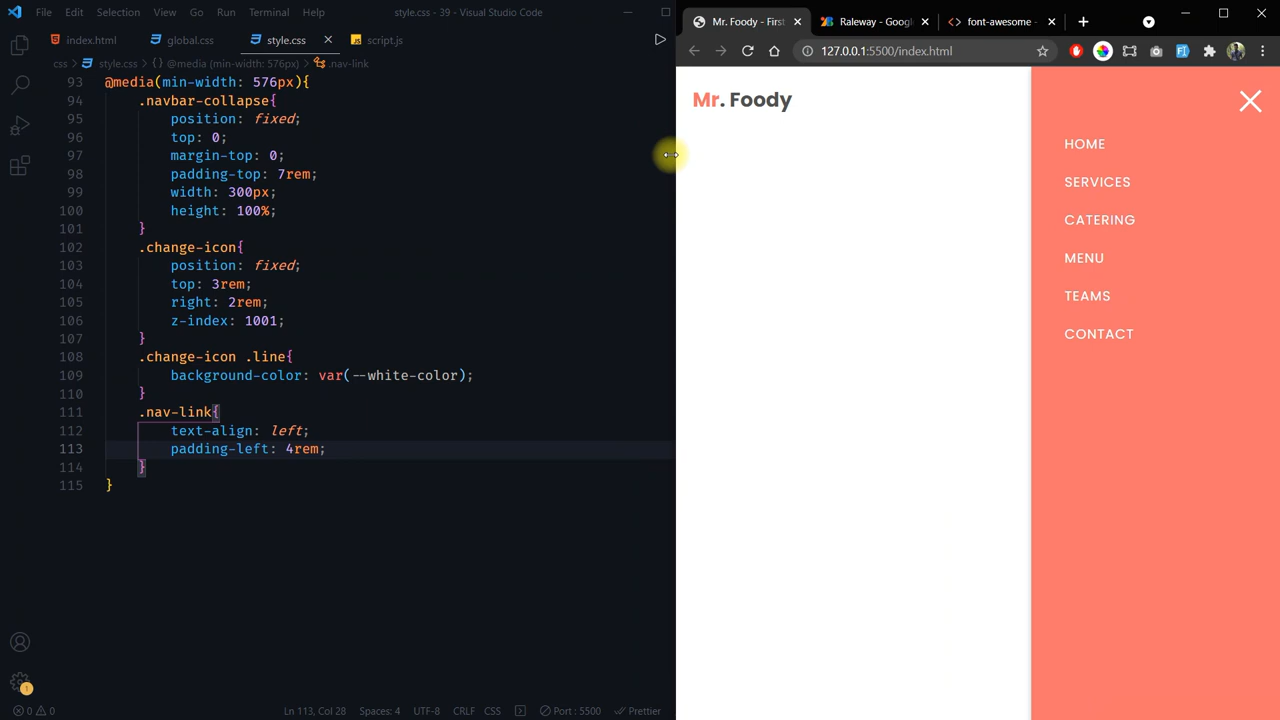 File Edit Selection View Go Run Terminal Help style.css - 39 - Visual Studio Code
index.html global.css style.css script.js
css style.css @media (min-width: 576px) .nav-link
93 @media(min-width: 576px){
94 .navbar-collapse{
95 position: fixed;
96 top: 0;
97 margin-top: 0;
98 padding-top: 7rem;
99 width: 300px;
100 height: 100%;
101 }
102 .change-icon{
103 position: fixed;
104 top: 3rem;
105 right: 2rem;
106 z-index: 1001;
107 }
108 .change-icon .line{
109 background-color: var(--white-color);
110 }
111 .nav-link{
112 text-align: left;
113 padding-left: 4rem;
114 }
115 }
1
0 0 Ln 113, Col 28 Spaces: 4 UTF-8 CRLF CSS Port : 5500 Prettier
Mr. Foody - First Raleway - Google font-awesome -
127.0.0.1:5500/index.html
Mr. Foody
HOME
SERVICES
CATERING
MENU
TEAMS
CONTACT